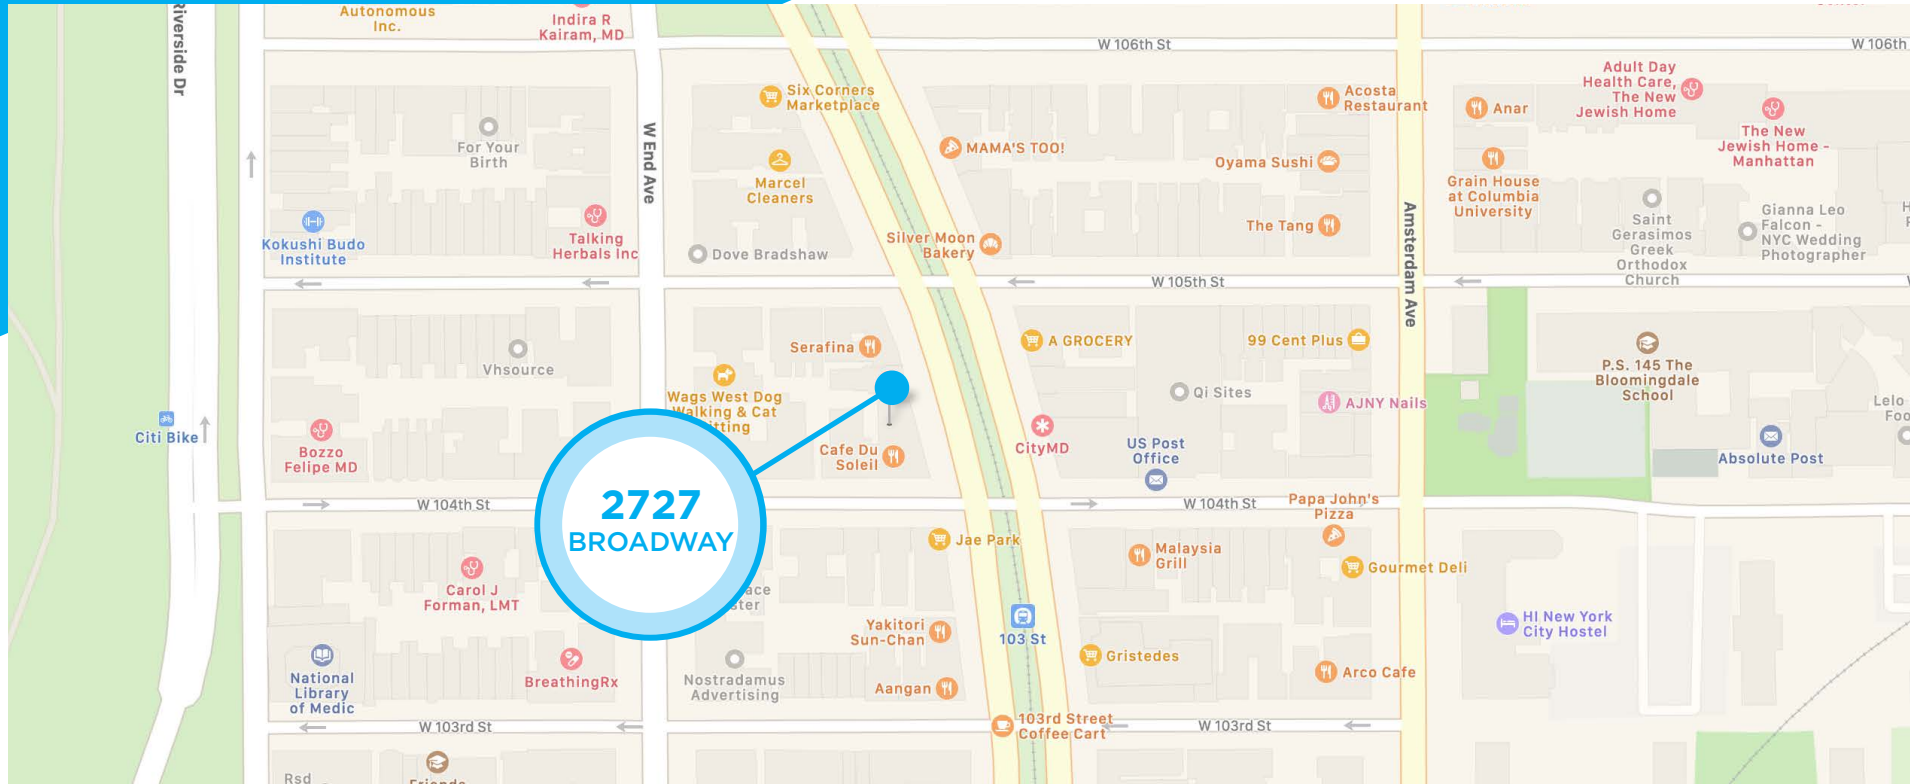 Autonomous
Inc.
Indira R
Kairam, MD
Riverside Dr
W 106th St
W 106th
Six Corners
Marketplace
Acosta
Restaurant
Anar
Adult Day
Health Care,
The New
Jewish Home
The New
Jewish Home -
Manhattan
For Your
Birth
W End Ave
MAMA'S TOO!
Oyama Sushi
Marcel
Cleaners
Grain House
at Columbia
University
Saint
Gerasimos
Greek
Orthodox
Church
Gianna Leo
Falcon -
NYC Wedding
Photographer
Kokushi Budo
Institute
Talking
Herbals Inc
Dove Bradshaw
Silver Moon
Bakery
The Tang
Amsterdam Ave
W 105th St
Serafina
A GROCERY
99 Cent Plus
P.S. 145 The
Bloomingdale
School
Vhsource
Wags West Dog
Walking & Cat
Qi Sites
AJNY Nails
Lelo
Foo
Citi Bike
Bozzo
Felipe MD
Cafe Du
Soleil
CityMD
US Post
Office
Absolute Post
W 104th St
2727
BROADWAY
W 104th St
Papa John's
Pizza
Jae Park
Malaysia
Grill
Gourmet Deli
Carol J
Forman, LMT
Yakitori
Sun-Chan
103 St
HI New York
City Hostel
Gristedes
National
Library
of Medic
BreathingRx
Nostradamus
Advertising
Aangan
Arco Cafe
W 103rd St
103rd Street
Coffee Cart
W 103rd St
Rsd